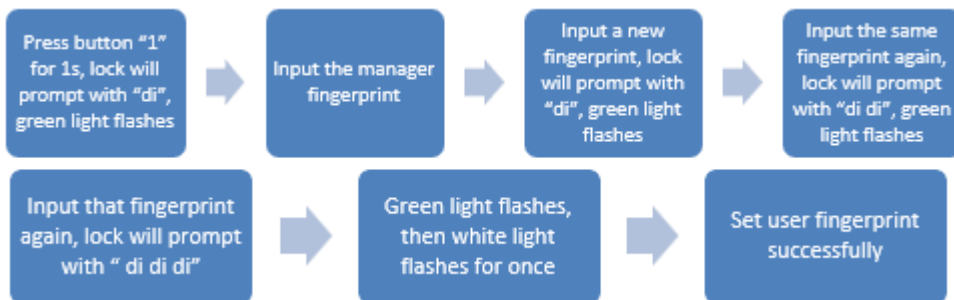 Press button “1”
for 1s, lock will
prompt with “di”,
green light flashes
Input the manager
fingerprint
Input a new
fingerprint, lock
will prompt with
“di”, green light
flashes
Input the same
fingerprint again,
lock will prompt
with “di di”, green
light flashes
Input that fingerprint
again, lock will prompt
with “ di di di”
Green light flashes,
then white light
flashes for once
Set user fingerprint
successfully